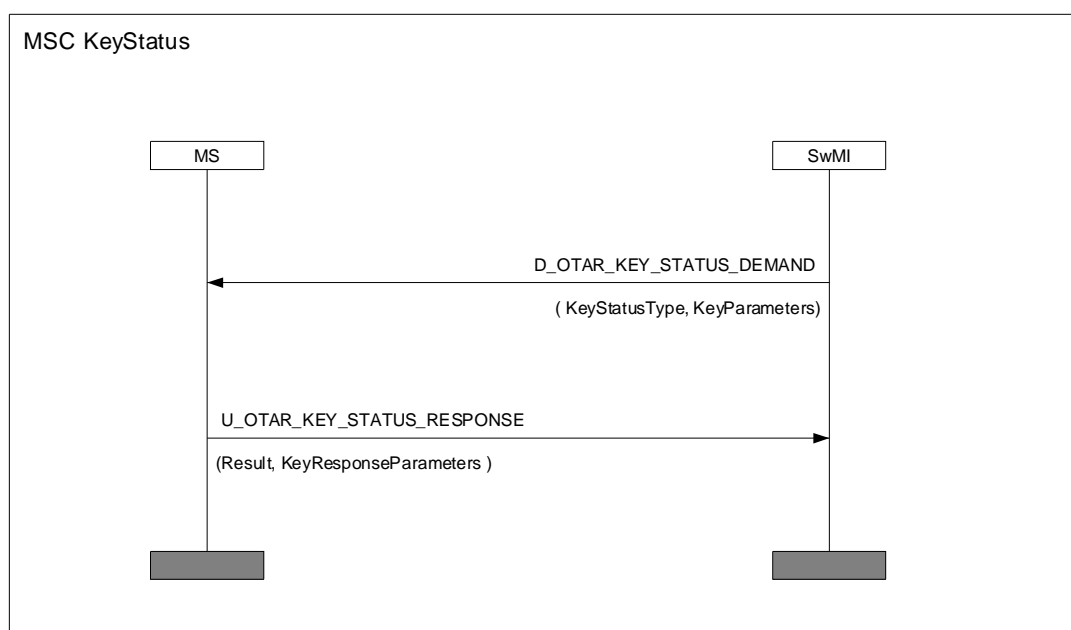 MSC KeyStatus
MS
SwMI
D_OTAR_KEY_STATUS_DEMAND
( KeyStatusType, KeyParameters)
U_OTAR_KEY_STATUS_RESPONSE
(Result, KeyResponseParameters )